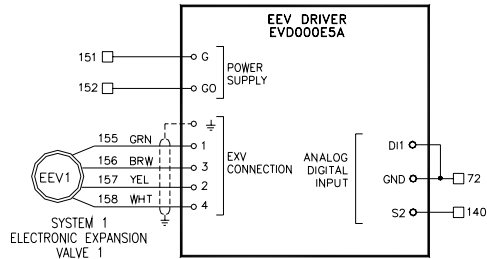 EEV DRIVER
EVD000E5A
151
G
152
G0
POWER
SUPPLY
155 GRN 1
156 BRW 3
157 YEL 2
158 WHT 4
EXV
CONNECTION
EEV1
SYSTEM 1
ELECTRONIC EXPANSION
VALVE 1
ANALOG
DIGITAL
INPUT
DI1
GND
72
S2
140